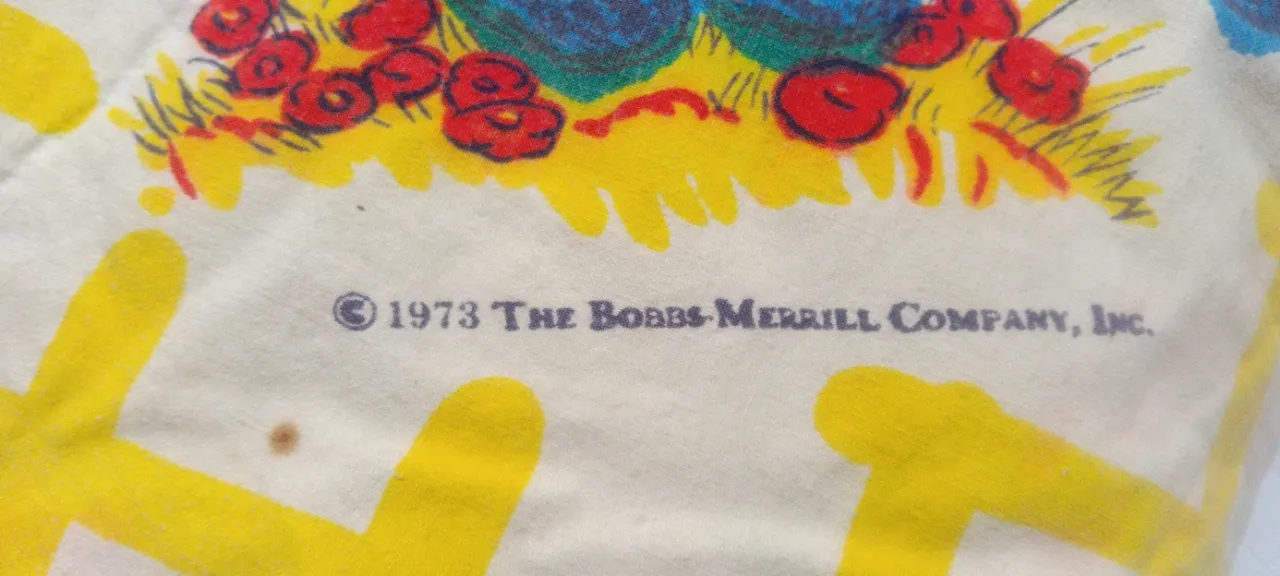 © 1973 THE BOBBS-MERRILL COMPANY, INC.